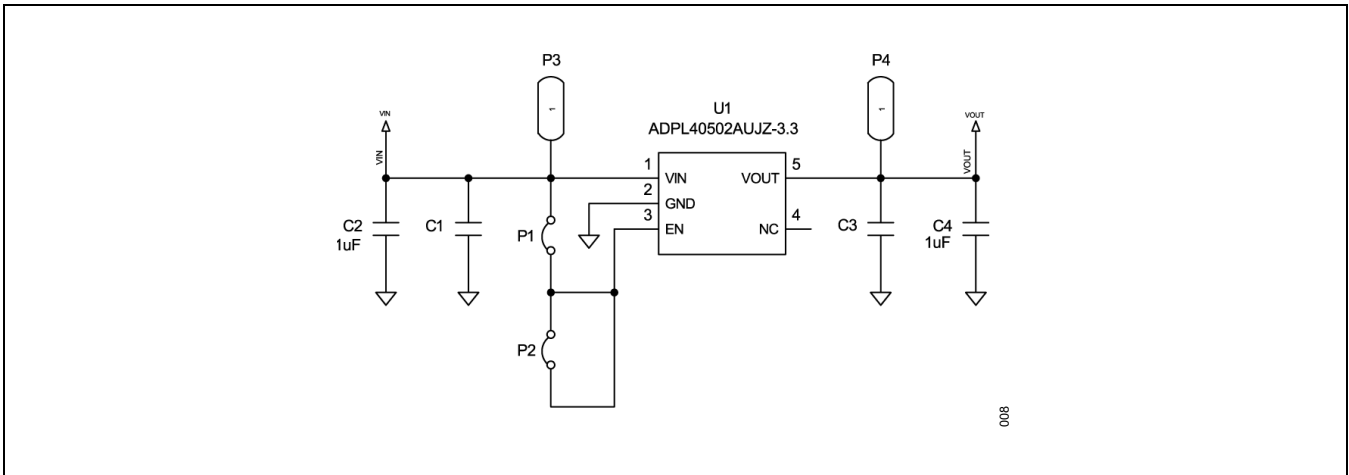 P3
P4
U1
ADPL40502AUJZ-3.3
VIN
VIN
1
1
VOUT
VOUT
1
VIN
VOUT
5
2
GND
3
EN
NC
4
C2
1uF
C1
P1
C3
C4
1uF
P2
008